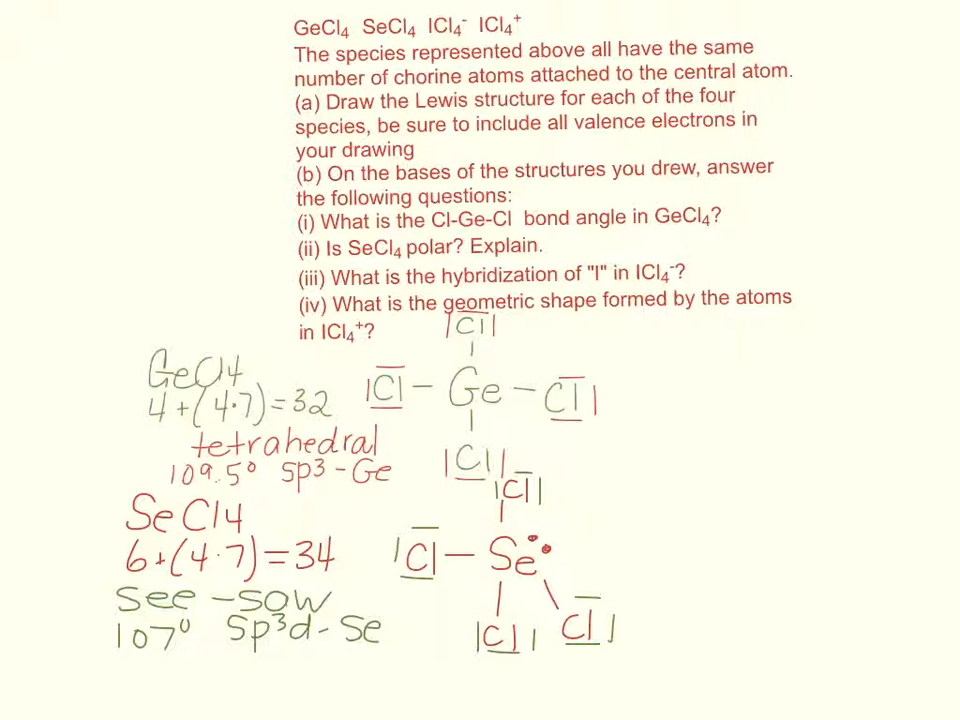 GeCl4 SeCl4 ICl4- ICl4+
The species represented above all have the same
number of chorine atoms attached to the central atom.
(a) Draw the Lewis structure for each of the four
species, be sure to include all valence electrons in
your drawing
(b) On the bases of the structures you drew, answer
the following questions:
(i) What is the Cl-Ge-Cl bond angle in GeCl4?
(ii) Is SeCl4 polar? Explain.
(iii) What is the hybridization of "I" in ICl4-?
(iv) What is the geometric shape formed by the atoms
in ICl4+?
Cl
GeCl4
Cl - Ge - Cl
4+(4·7)=32
tetrahedral
109.5° sp3-Ge
Cl
Cl
SeCl4
6+(4·7)=34
Cl - Se
see-sow
107° sp3d-Se
Cl Cl